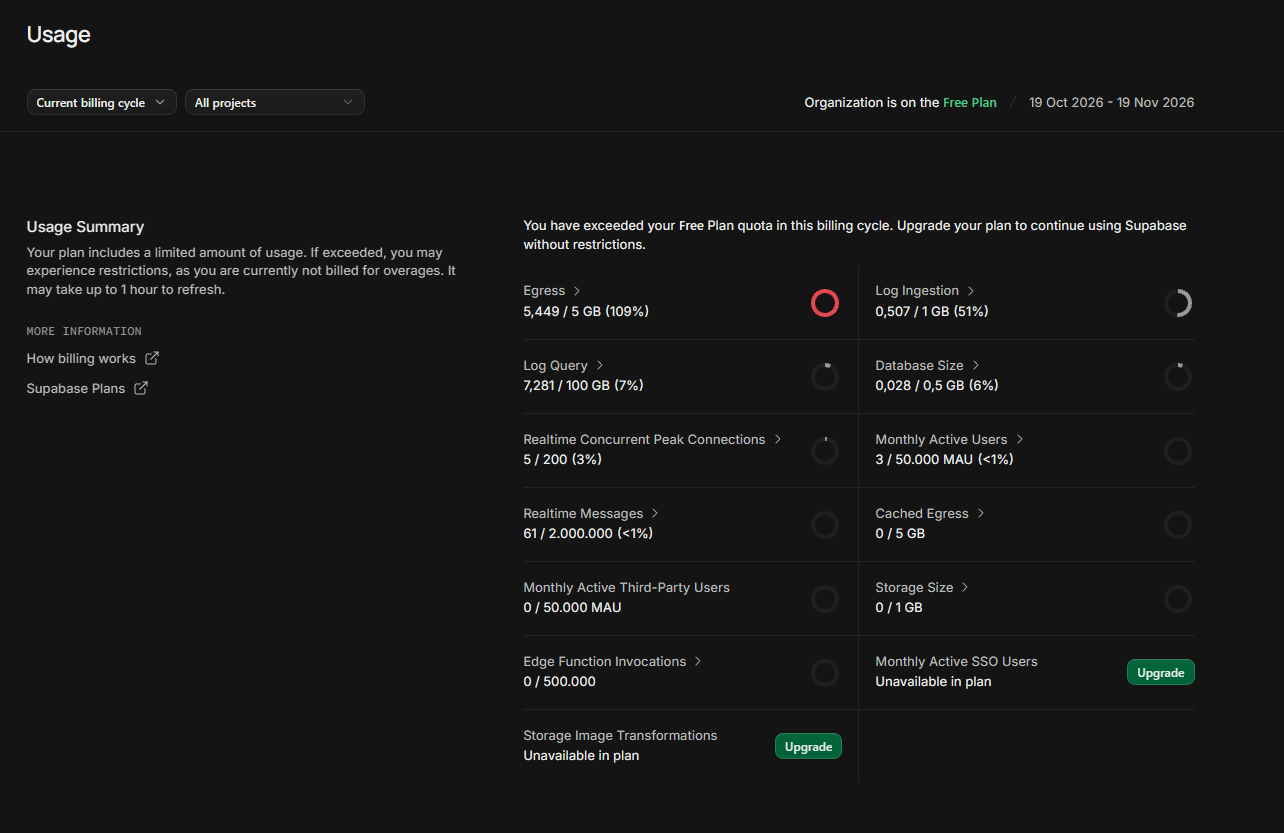 Usage
Current billing cycle
All projects
Organization is on the Free Plan / 19 Oct 2026 - 19 Nov 2026
Usage Summary
Your plan includes a limited amount of usage. If exceeded, you may
experience restrictions, as you are currently not billed for overages. It
may take up to 1 hour to refresh.
MORE INFORMATION
How billing works
Supabase Plans
You have exceeded your Free Plan quota in this billing cycle. Upgrade your plan to continue using Supabase
without restrictions.
Egress
5,449 / 5 GB (109%)
Log Ingestion
0,507 / 1 GB (51%)
Log Query
7,281 / 100 GB (7%)
Database Size
0,028 / 0,5 GB (6%)
Realtime Concurrent Peak Connections
5 / 200 (3%)
Monthly Active Users
3 / 50.000 MAU (<1%)
Realtime Messages
61 / 2.000.000 (<1%)
Cached Egress
0 / 5 GB
Monthly Active Third-Party Users
0 / 50.000 MAU
Storage Size
0 / 1 GB
Edge Function Invocations
0 / 500.000
Monthly Active SSO Users
Unavailable in plan
Upgrade
Storage Image Transformations
Unavailable in plan
Upgrade